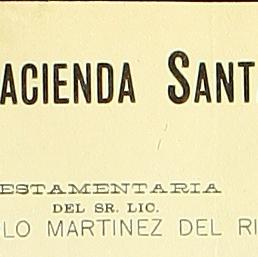 ACIENDA SANT
ESTAMENTARIA
DEL SR. LIC.
LO MARTINEZ DEL RI